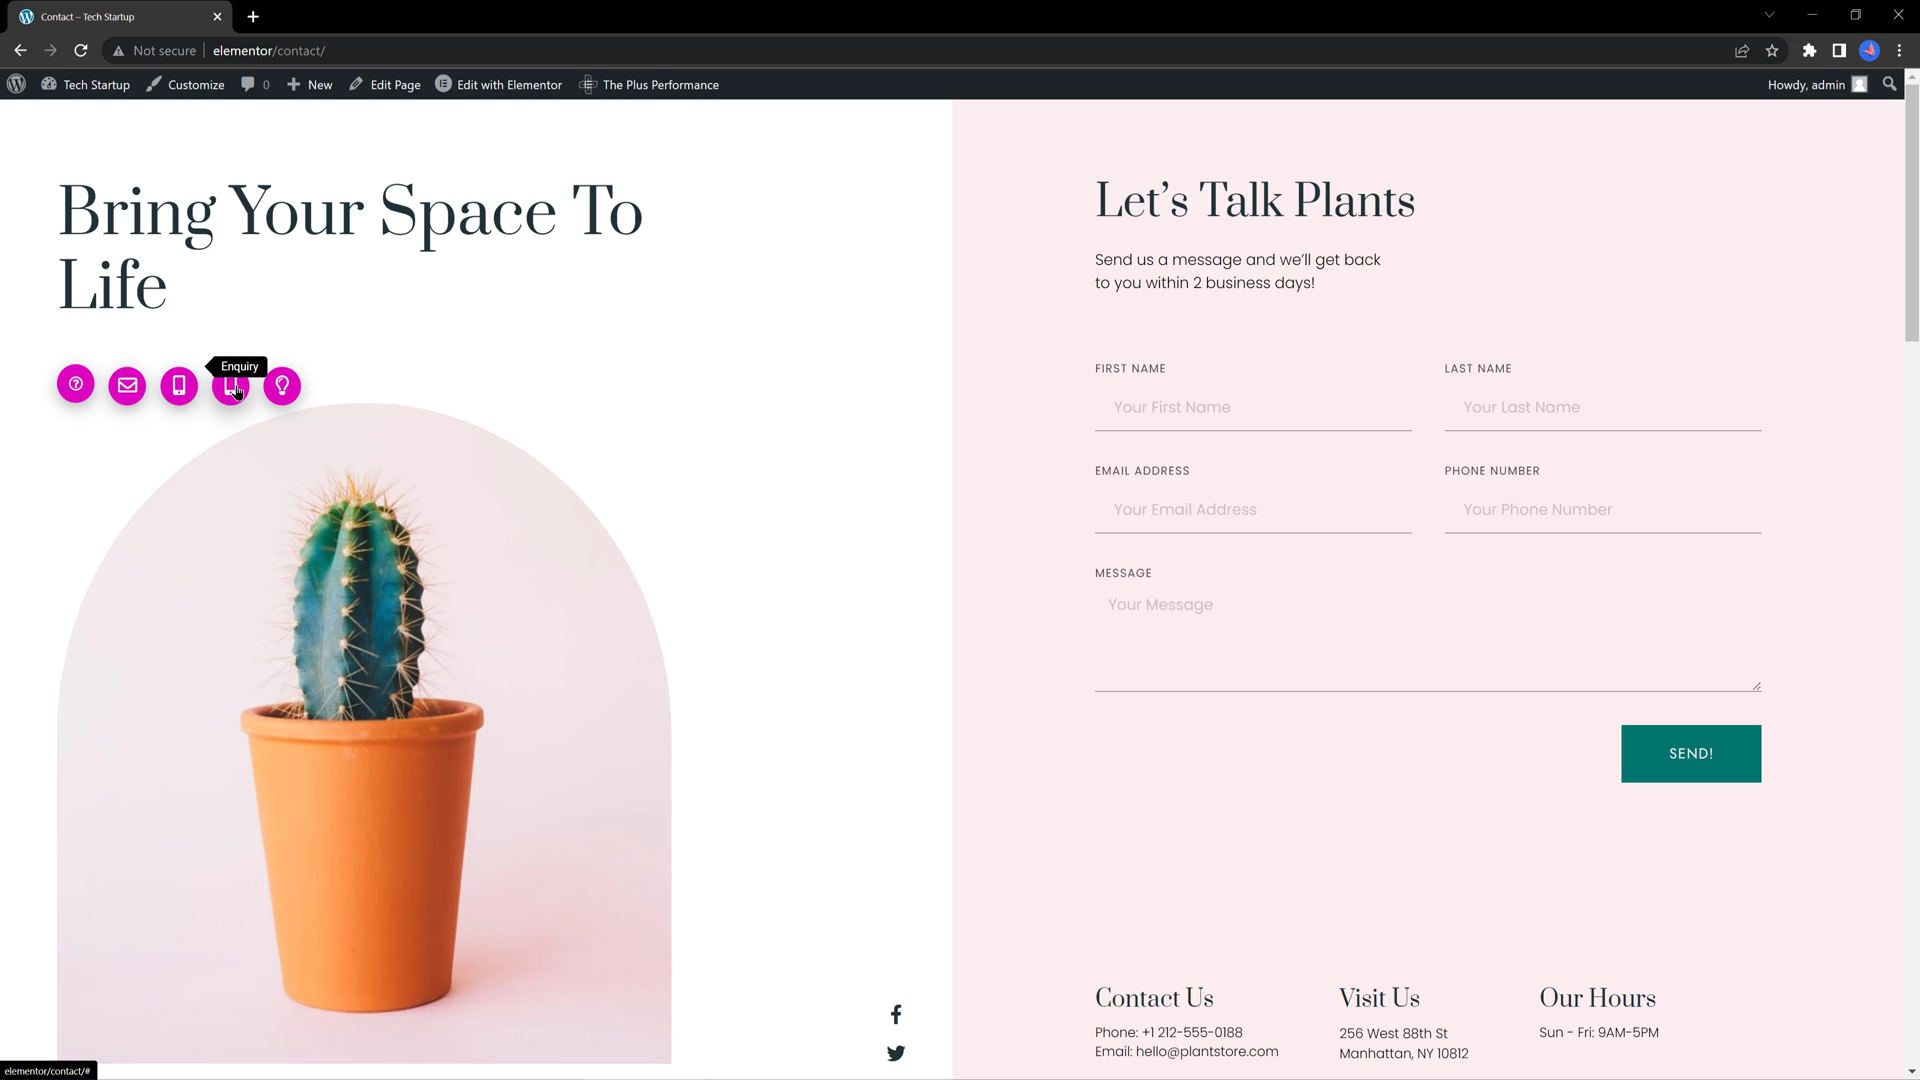 Contact – Tech Startup
Not secure
elementor/contact/
Tech Startup
Customize
0
New
Edit Page
Edit with Elementor
The Plus Performance
Howdy, admin
Bring Your Space To
Life
Enquiry
Let’s Talk Plants
Send us a message and we’ll get back
to you within 2 business days!
FIRST NAME
LAST NAME
Your First Name
Your Last Name
EMAIL ADDRESS
PHONE NUMBER
Your Email Address
Your Phone Number
MESSAGE
Your Message
SEND!
Contact Us
Phone: +1 212-555-0188
Email: hello@plantstore.com
Visit Us
256 West 88th St
Manhattan, NY 10812
Our Hours
Sun - Fri: 9AM-5PM
elementor/contact/#